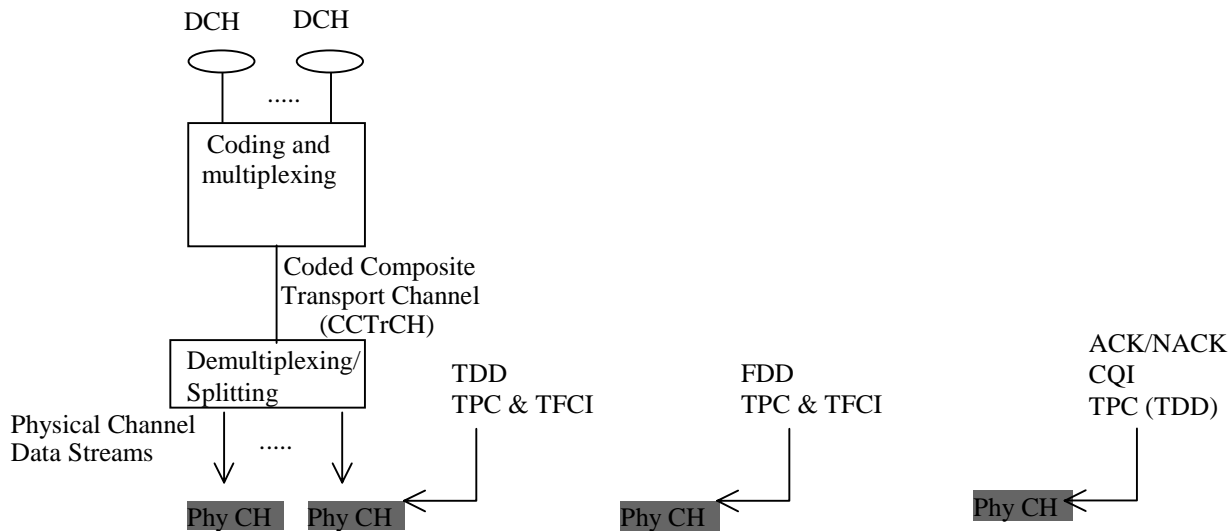 DCH
DCH
.....
Coding and
multiplexing
Coded Composite
Transport Channel
(CCTrCH)
Demultiplexing/
Splitting
Physical Channel
Data Streams
.....
TDD
TPC & TFCI
FDD
TPC & TFCI
ACK/NACK
CQI
TPC (TDD)
Phy CH
Phy CH
Phy CH
Phy CH